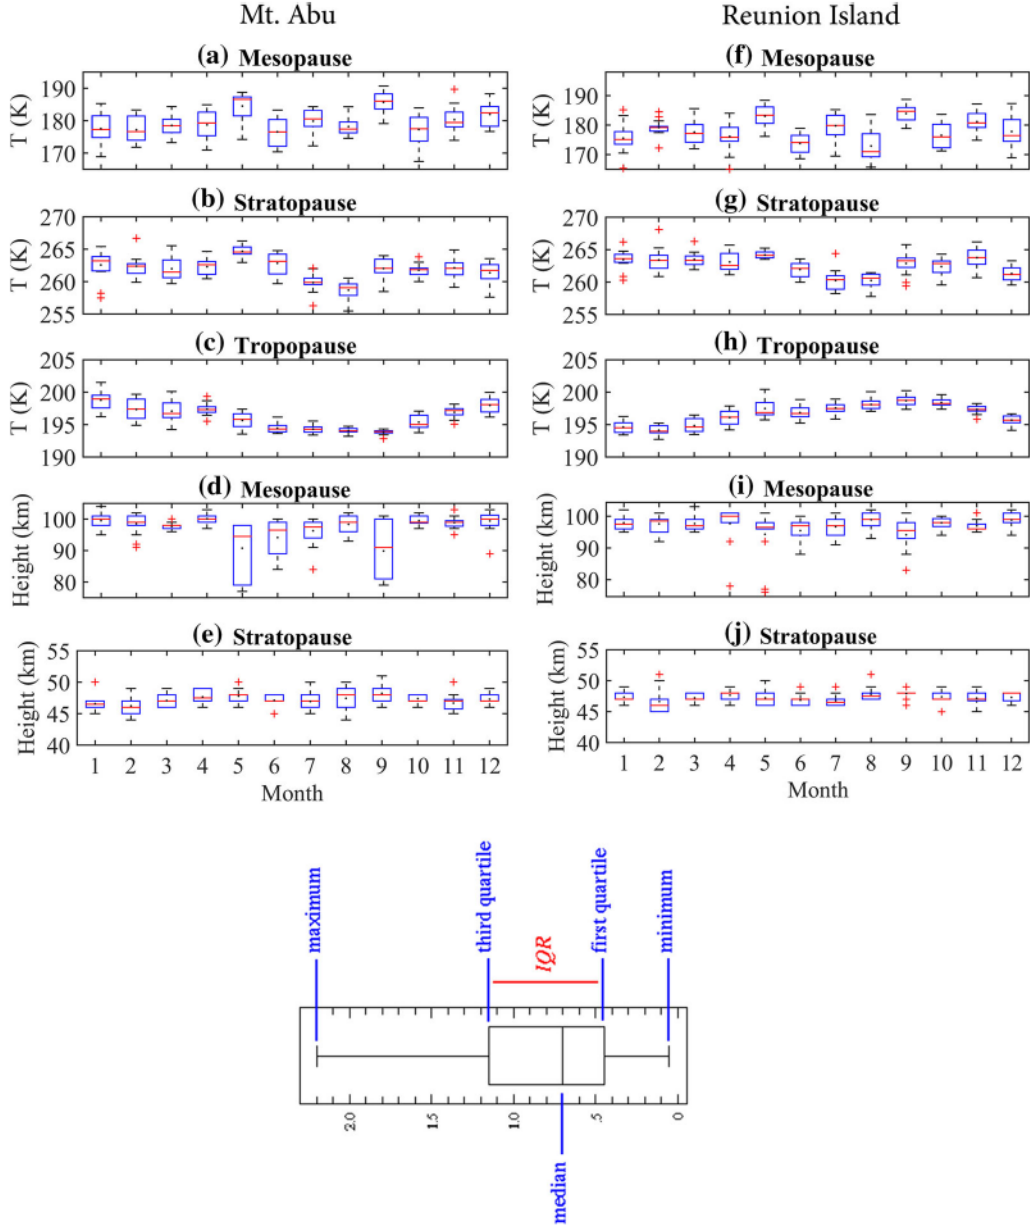 Mt. Abu
Reunion Island
(a) Mesopause
190
180
170
T (K)
(f) Mesopause
190
180
170
T (K)
(b) Stratopause
270
265
260
255
T (K)
(g) Stratopause
270
265
260
255
T (K)
(c) Tropopause
205
200
195
190
T (K)
(h) Tropopause
205
200
195
190
T (K)
(d) Mesopause
100
90
80
Height (km)
(i) Mesopause
100
90
80
Height (km)
(e) Stratopause
55
50
45
40
Height (km)
1 2 3 4 5 6 7 8 9 10 11 12
Month
(j) Stratopause
55
50
45
40
Height (km)
1 2 3 4 5 6 7 8 9 10 11 12
Month
maximum
third quartile
IQR
first quartile
minimum
2.0
1.5
1.0
.5
0
median